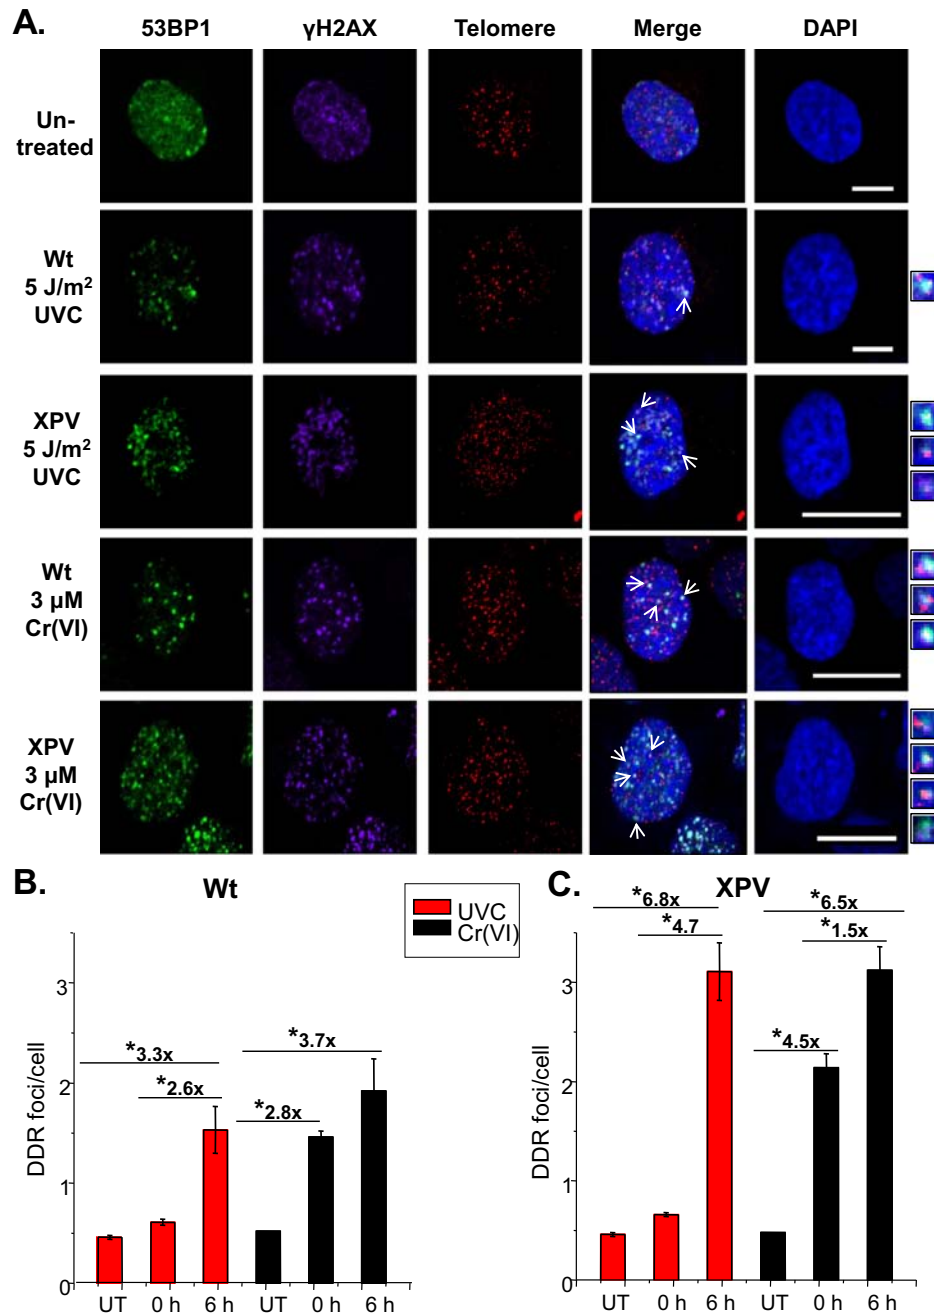 A.
53BP1 γH2AX Telomere Merge DAPI
Un-
treated
Wt
5 J/m2
UVC
XPV
5 J/m2
UVC
Wt
3 µM
Cr(VI)
XPV
3 µM
Cr(VI)
B.
Wt
UVC
Cr(VI)
DDR foci/cell
3
2
1
0
*3.3x
*2.6x
*3.7x
*2.8x
UT 0 h 6 h UT 0 h 6 h
C.
XPV
DDR foci/cell
3
2
1
0
*6.8x
*4.7
*6.5x
*1.5x
*4.5x
UT 0 h 6 h UT 0 h 6 h